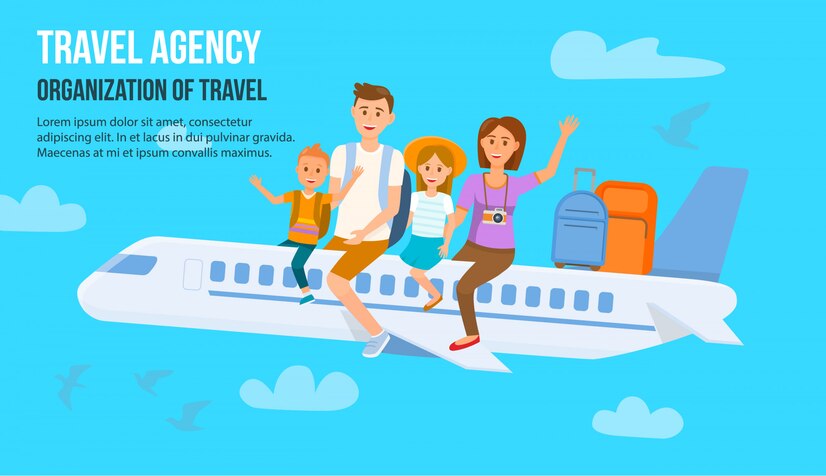 TRAVEL AGENCY
ORGANIZATION OF TRAVEL
Lorem ipsum dolor sit amet, consectetur
adipiscing elit. In et lacus in dui pulvinar gravida.
Maecenas at et ipsum convallis maximus.